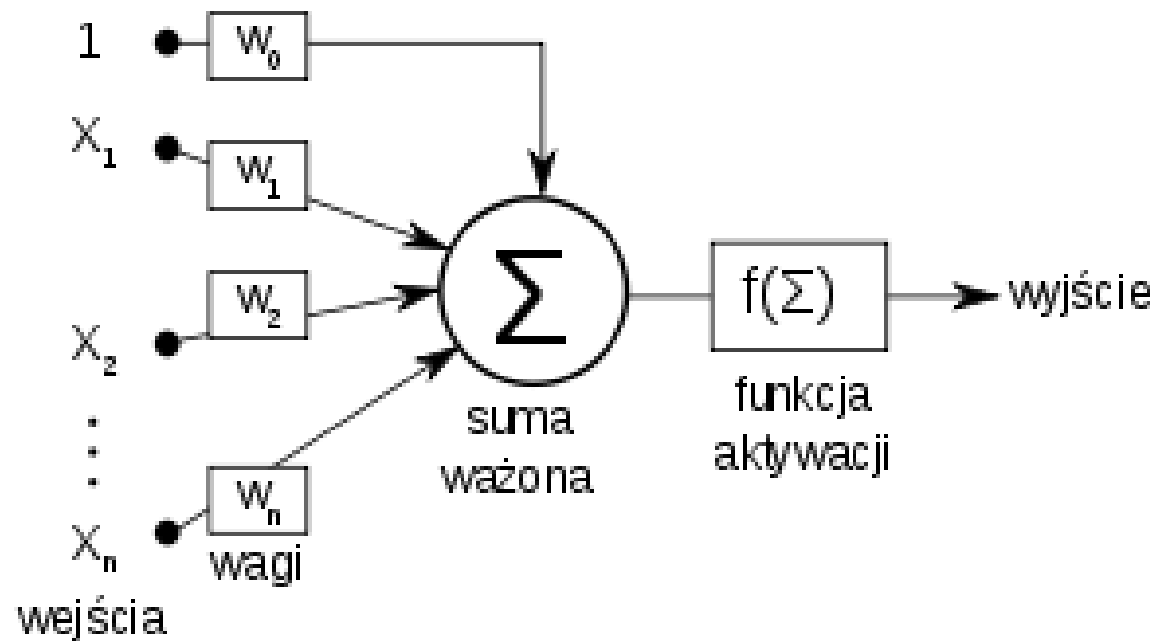 1 W₀
X₁ W₁
X₂ W₂
Xₙ Wₙ
wejścia
wagi
Σ
suma
ważona
f(Σ)
funkcja
aktywacji
wyjście